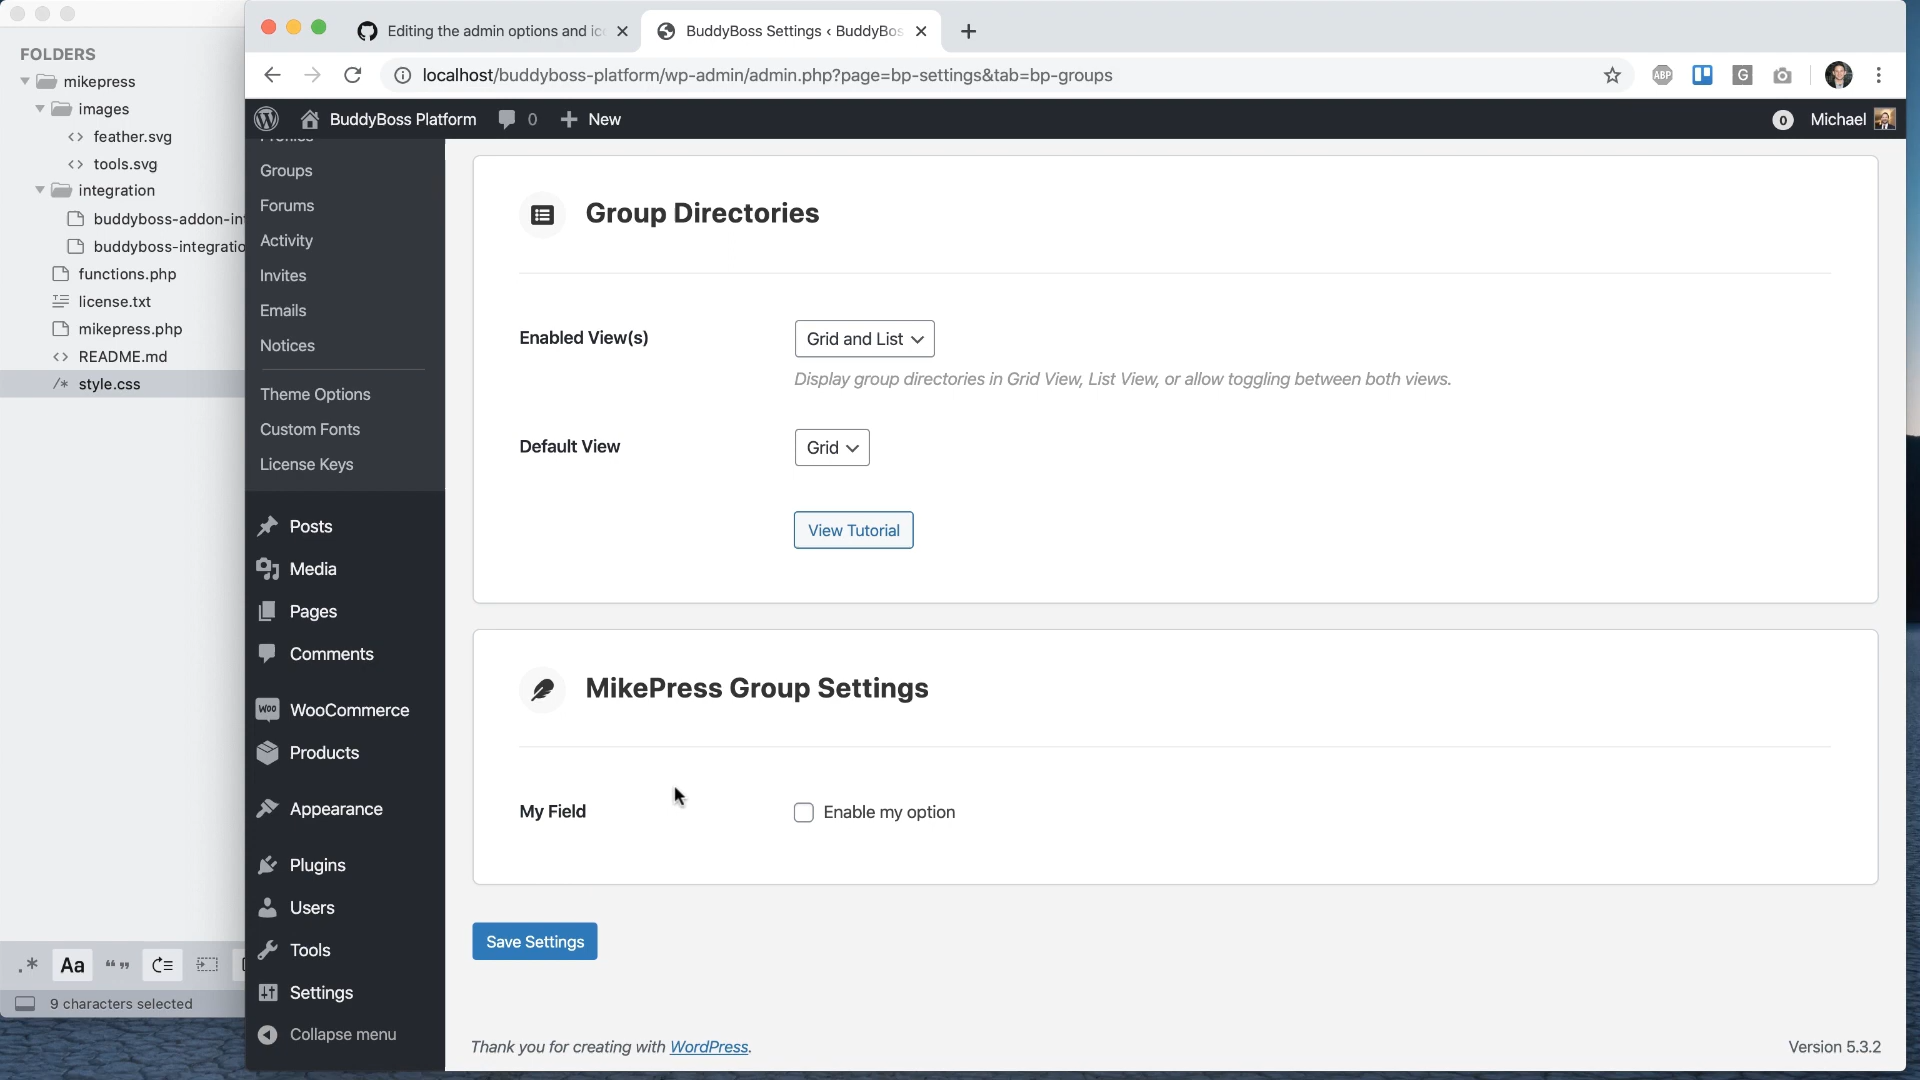 FOLDERS
mikepress
images
feather.svg
tools.svg
integration
buddyboss-addon-in
buddyboss-integratio
functions.php
license.txt
mikepress.php
README.md
/* style.css
.* Aa “ ”
9 characters selected
Editing the admin options and ic
BuddyBoss Settings ‹ BuddyBos
localhost/buddyboss-platform/wp-admin/admin.php?page=bp-settings&tab=bp-groups
ABP
G
BuddyBoss Platform
0
New
0
Michael
Profiles
Groups
Forums
Activity
Invites
Emails
Notices
Theme Options
Custom Fonts
License Keys
Posts
Media
Pages
Comments
Woo WooCommerce
Products
Appearance
Plugins
Users
Tools
Settings
Collapse menu
Group Directories
Enabled View(s)
Grid and List
Display group directories in Grid View, List View, or allow toggling between both views.
Default View
Grid
View Tutorial
MikePress Group Settings
My Field
Enable my option
Save Settings
Thank you for creating with WordPress.
Version 5.3.2